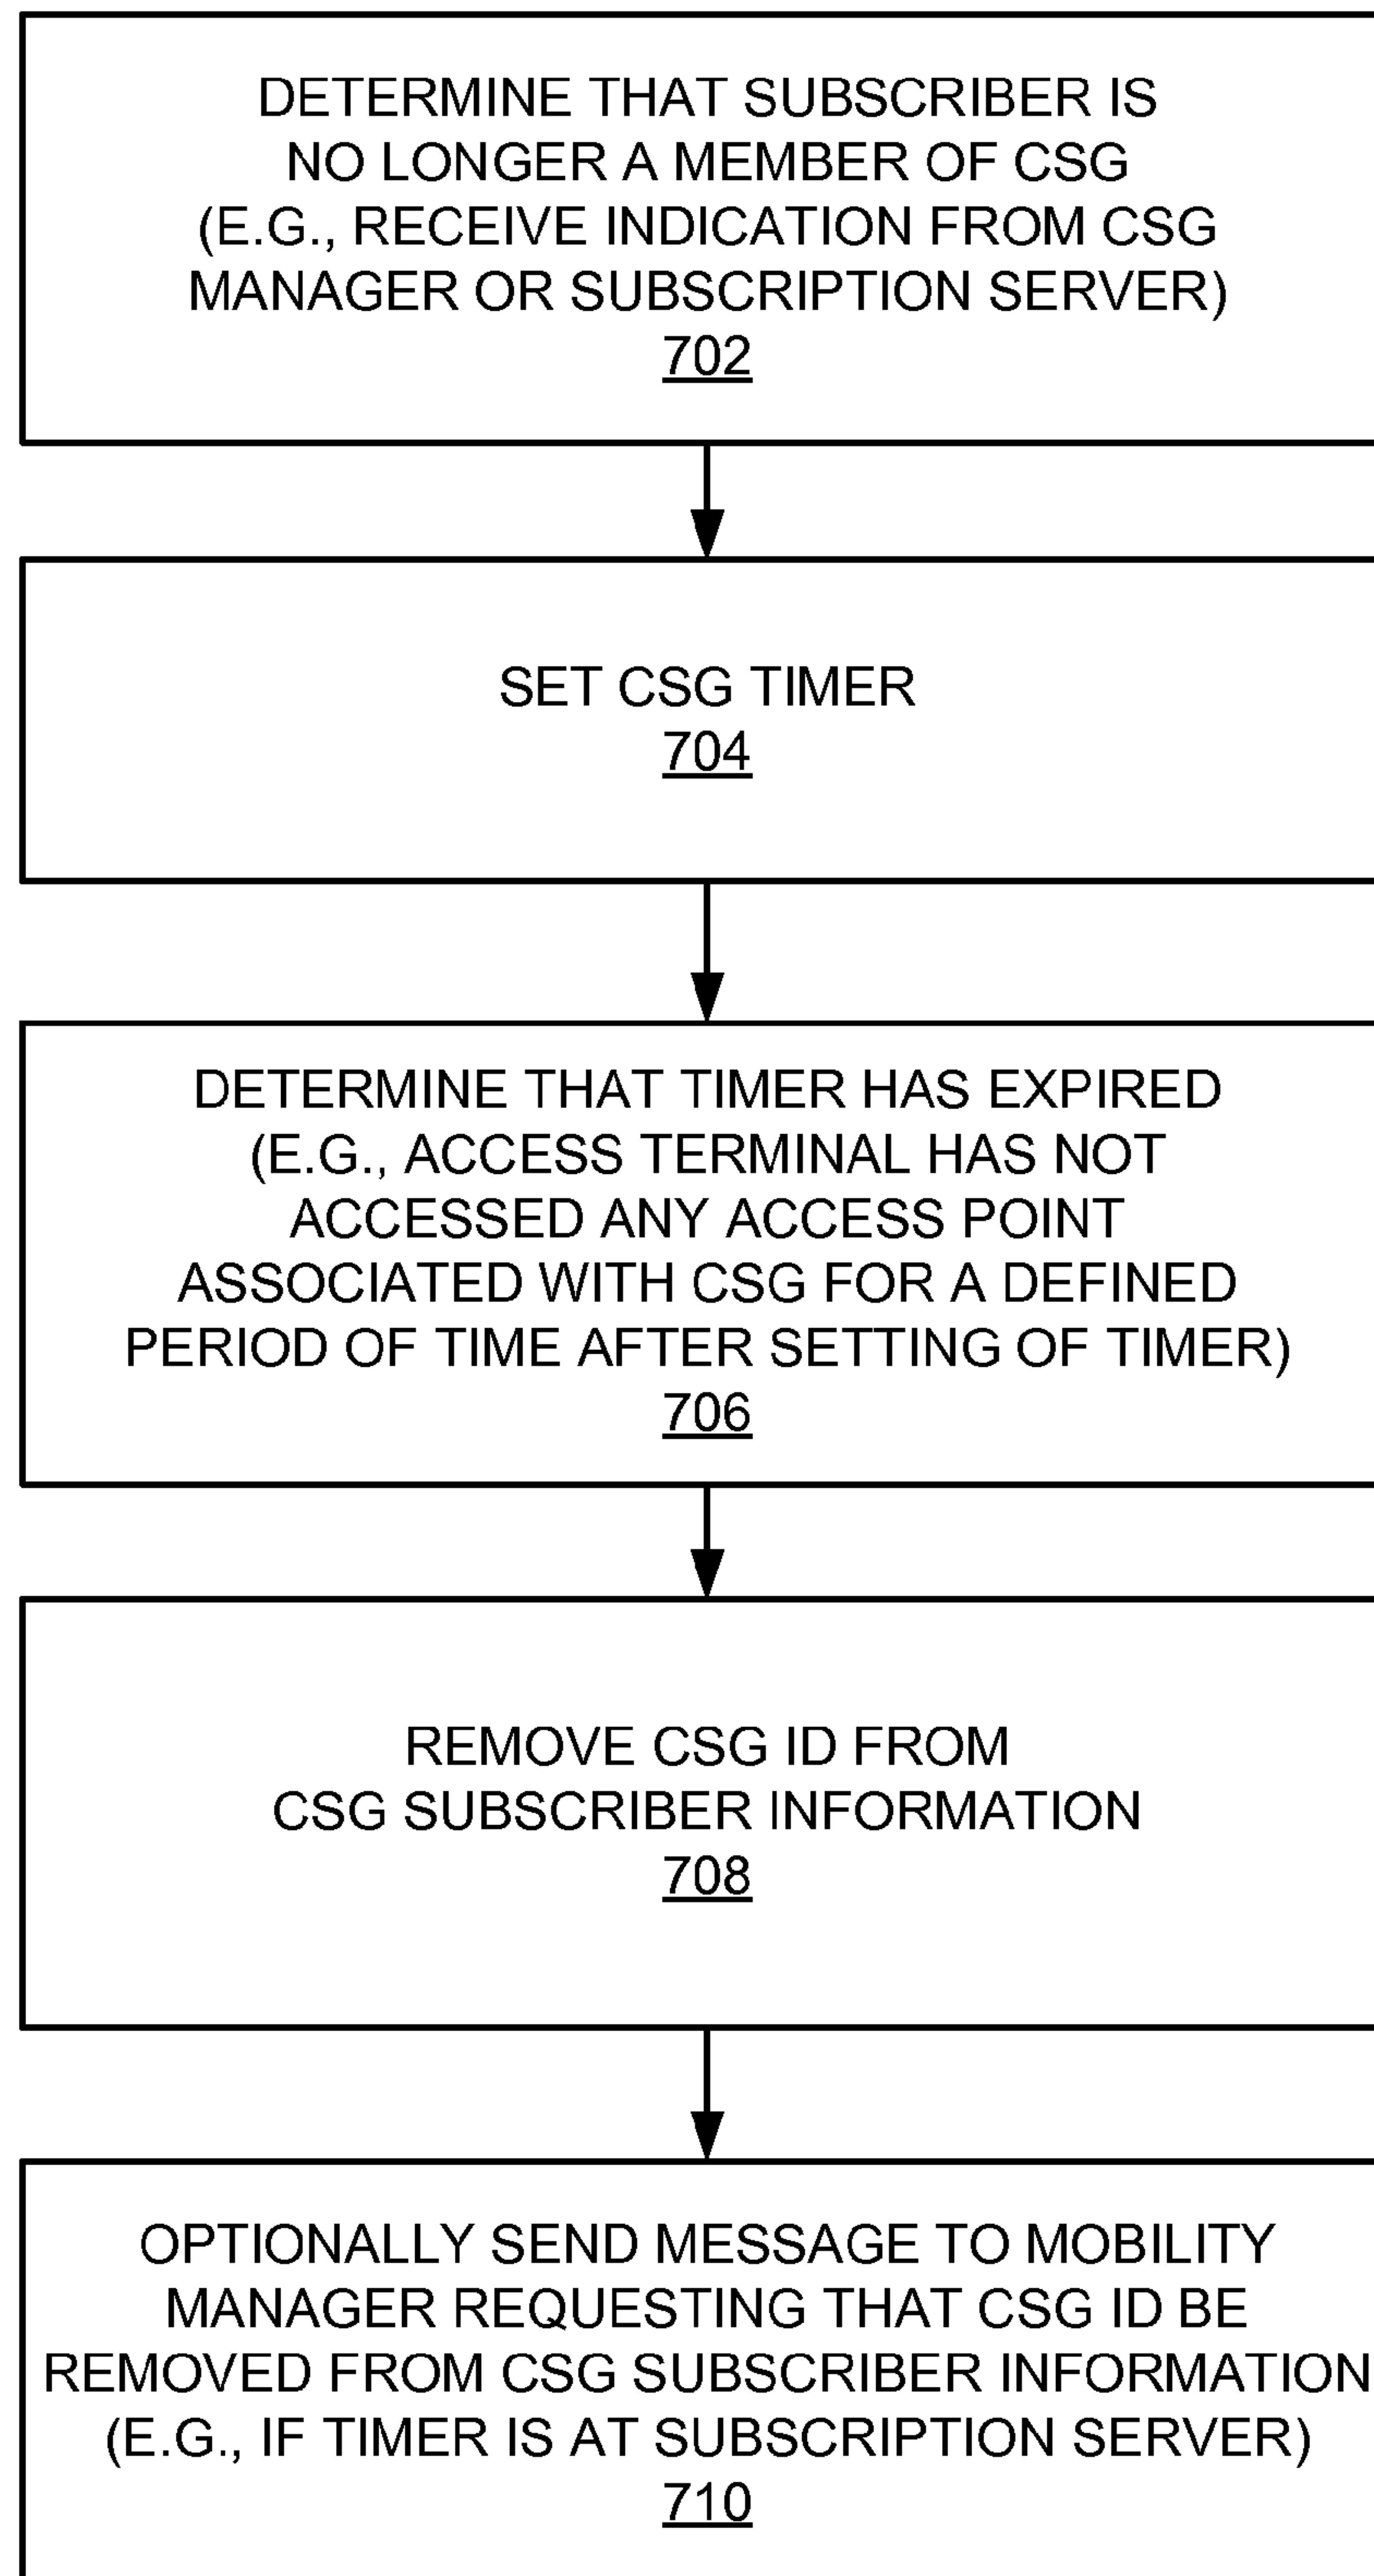 DETERMINE THAT SUBSCRIBER IS
NO LONGER A MEMBER OF CSG
(E.G., RECEIVE INDICATION FROM CSG
MANAGER OR SUBSCRIPTION SERVER)
702
SET CSG TIMER
704
DETERMINE THAT TIMER HAS EXPIRED
(E.G., ACCESS TERMINAL HAS NOT
ACCESSED ANY ACCESS POINT
ASSOCIATED WITH CSG FOR A DEFINED
PERIOD OF TIME AFTER SETTING OF TIMER)
706
REMOVE CSG ID FROM
CSG SUBSCRIBER INFORMATION
708
OPTIONALLY SEND MESSAGE TO MOBILITY
MANAGER REQUESTING THAT CSG ID BE
REMOVED FROM CSG SUBSCRIBER INFORMATION
(E.G., IF TIMER IS AT SUBSCRIPTION SERVER)
710